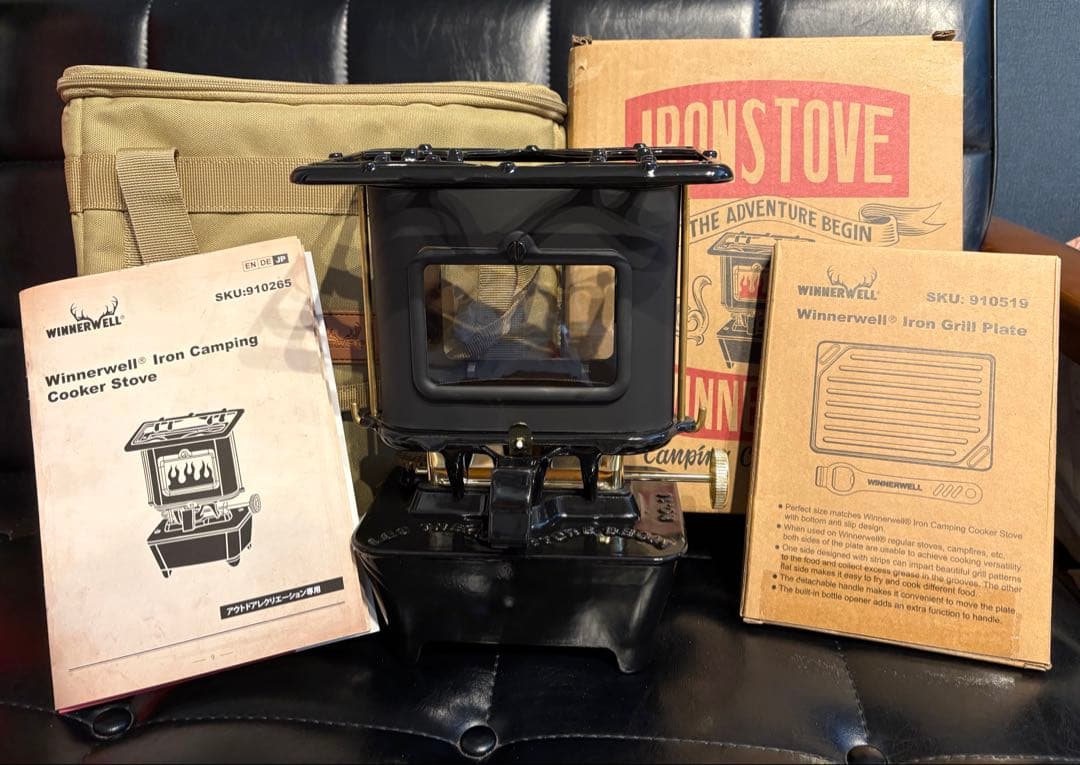 EN DE JP
WINNERWELL®
SKU:910265
Winnerwell® Iron Camping
Cooker Stove
アウトドアレクリエーション専用
9
IRON STOVE
THE ADVENTURE BEGIN
WINNERWELL®
SKU: 910519
Winnerwell® Iron Grill Plate
WINNERWELL
● Perfect size matches Winnerwell® Iron Camping Cooker Stove
with bottom anti slip design.
● When used on Winnerwell® regular stoves, campfires, etc,
both sides of the plate are usable to achieve cooking versatility
● One side designed with strips can impart beautiful grill patterns
to the food and collect excess grease in the grooves. The other
flat side makes it easy to fry and cook different food.
● The detachable handle makes it convenient to move the plate.
● The built-in bottle opener adds an extra function to handle.